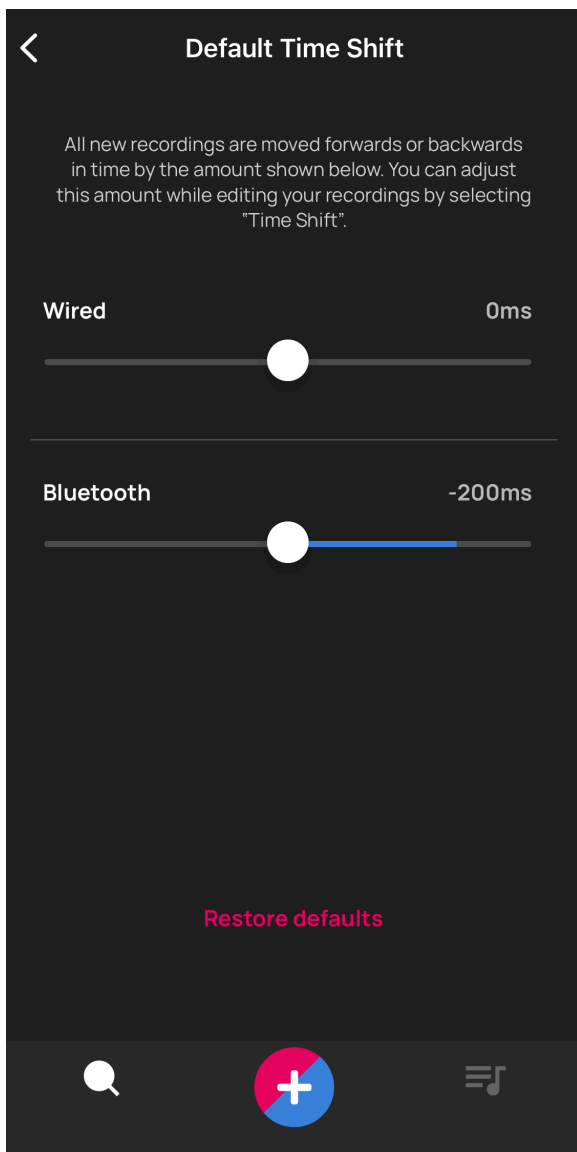 Default Time Shift
All new recordings are moved forwards or backwards
in time by the amount shown below. You can adjust
this amount while editing your recordings by selecting
“Time Shift”.
Wired 0ms
Bluetooth -200ms
Restore defaults